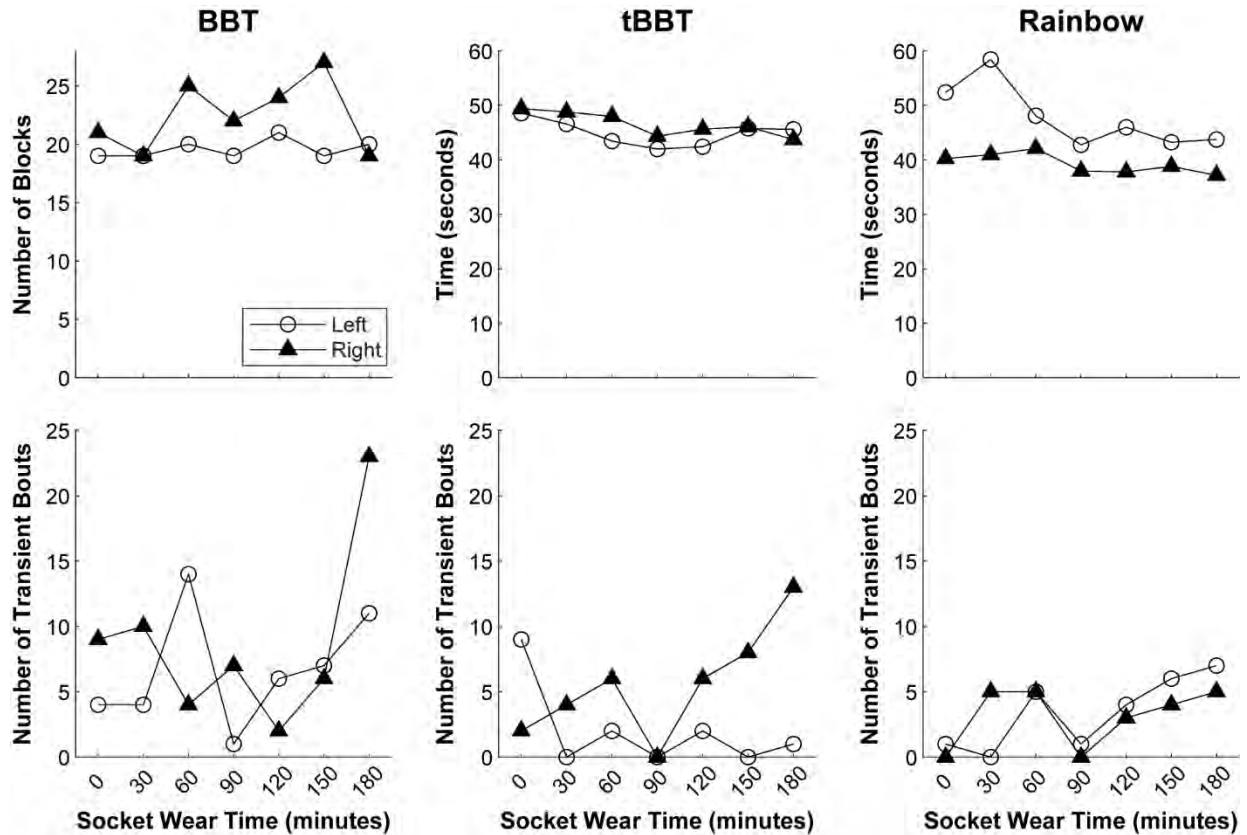 BBT
tBBT
Rainbow
Number of Blocks
25
20
15
10
5
0
Left
Right
Time (seconds)
60
50
40
30
20
10
0
Time (seconds)
60
50
40
30
20
10
0
Number of Transient Bouts
25
20
15
10
5
0
0 30 60 90 120 150 180
Socket Wear Time (minutes)
Number of Transient Bouts
25
20
15
10
5
0
0 30 60 90 120 150 180
Socket Wear Time (minutes)
Number of Transient Bouts
25
20
15
10
5
0
0 30 60 90 120 150 180
Socket Wear Time (minutes)